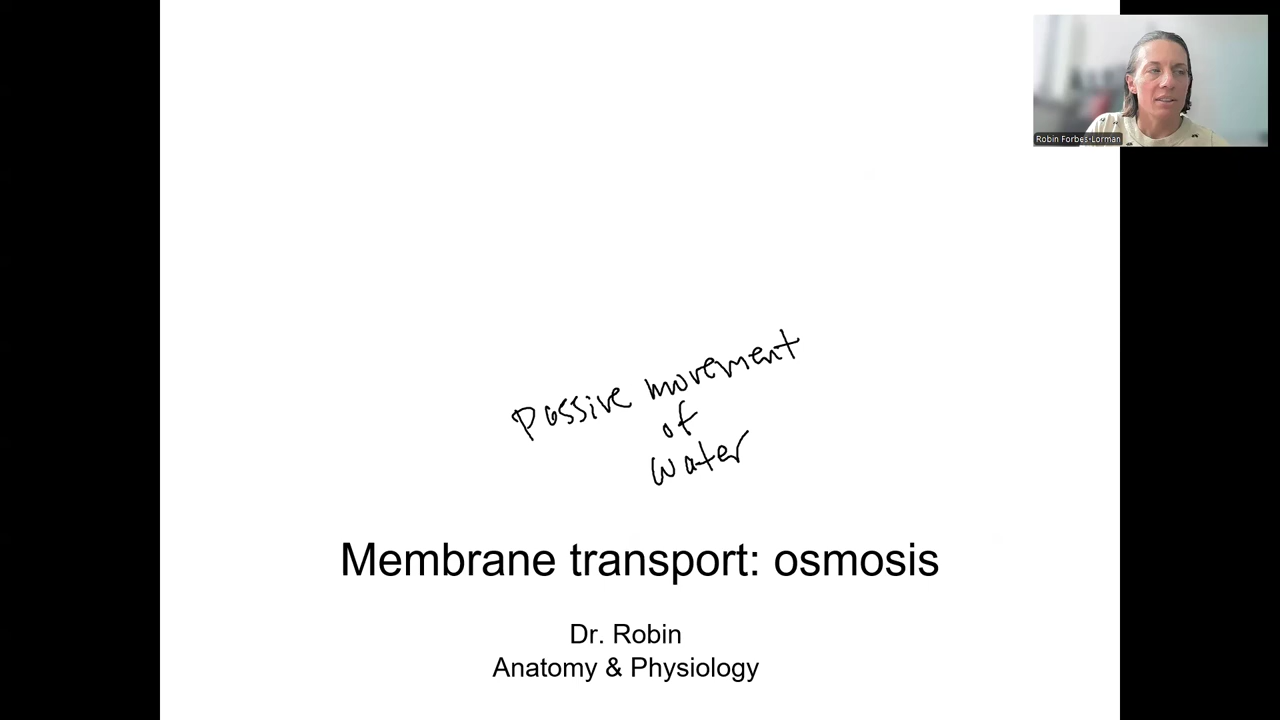 Robin Forbes-Lorman
passive movement
of
water
Membrane transport: osmosis
Dr. Robin
Anatomy & Physiology